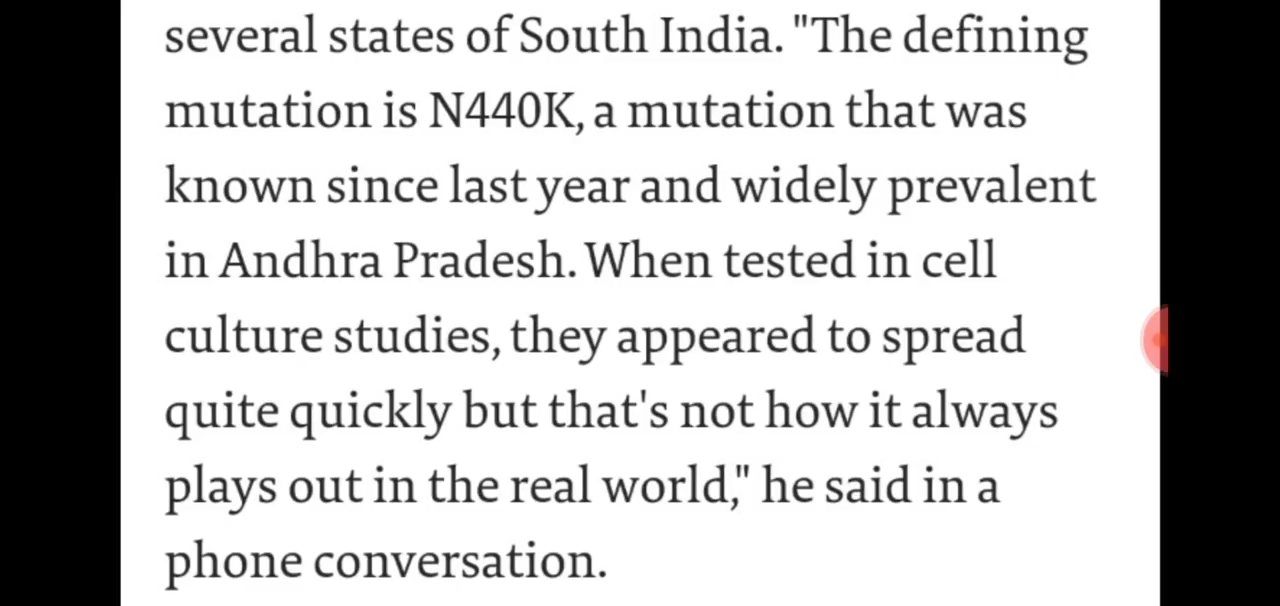 several states of South India. "The defining
mutation is N440K, a mutation that was
known since last year and widely prevalent
in Andhra Pradesh. When tested in cell
culture studies, they appeared to spread
quite quickly but that's not how it always
plays out in the real world," he said in a
phone conversation.